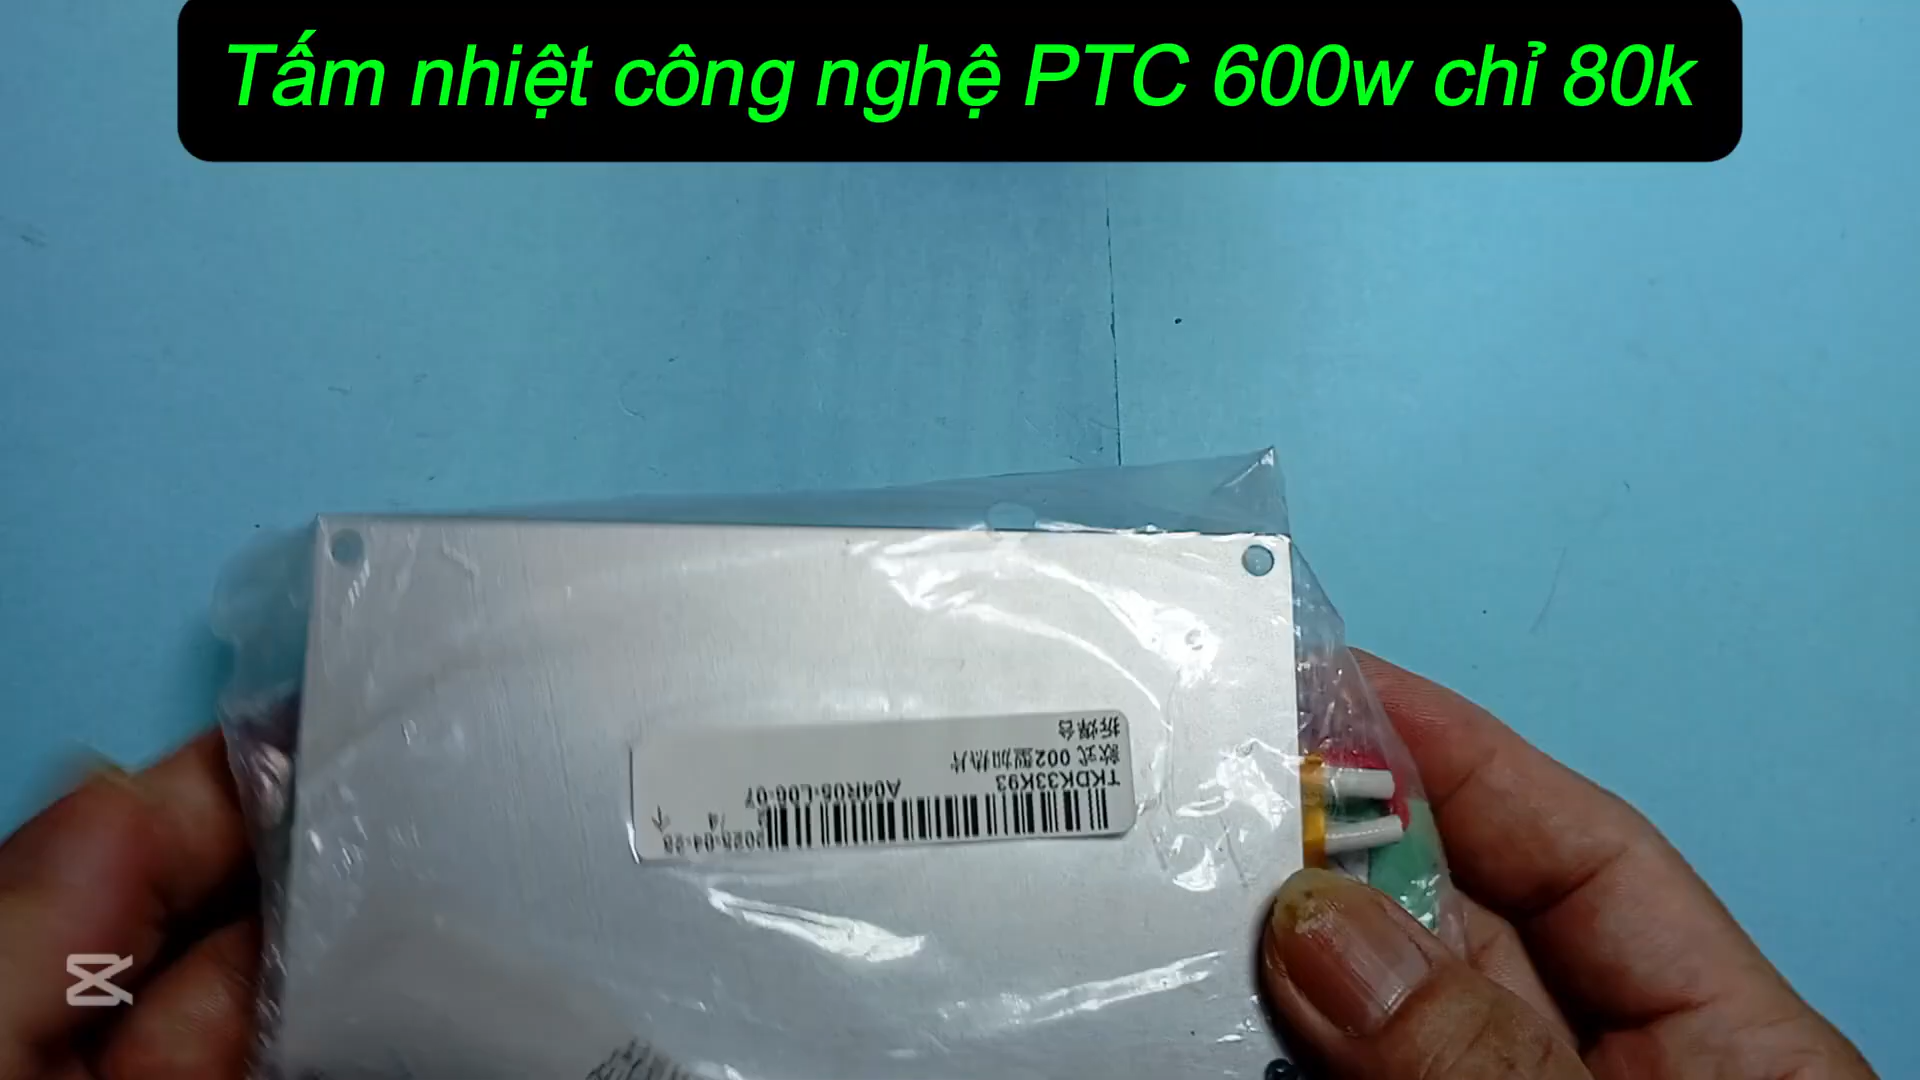 Tấm nhiệt công nghệ PTC 600w chỉ 80k
拆焊台
款式 002型加热片
TKDK33K93
A04R05-L06-07